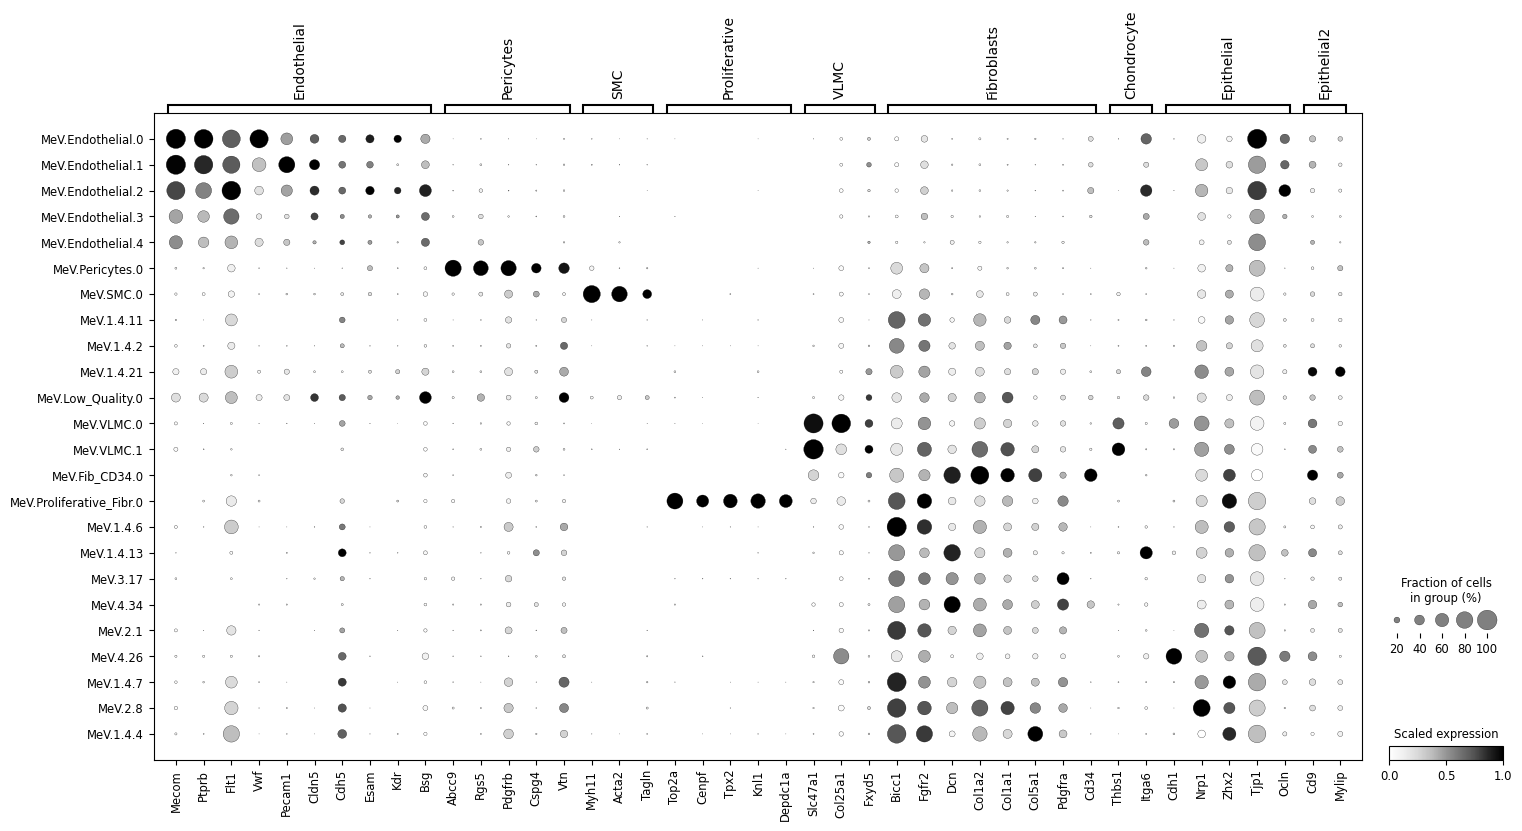 Endothelial
Pericytes
SMC
Proliferative
VLMC
Fibroblasts
Chondrocyte
Epithelial
Epithelial2
MeV.Endothelial.0
MeV.Endothelial.1
MeV.Endothelial.2
MeV.Endothelial.3
MeV.Endothelial.4
MeV.Pericytes.0
MeV.SMC.0
MeV.1.4.11
MeV.1.4.2
MeV.1.4.21
MeV.Low_Quality.0
MeV.VLMC.0
MeV.VLMC.1
MeV.Fib_CD34.0
MeV.Proliferative_Fibr.0
MeV.1.4.6
MeV.1.4.13
MeV.3.17
MeV.4.34
MeV.2.1
MeV.4.26
MeV.1.4.7
MeV.2.8
MeV.1.4.4
Mecom
Ptprb
Flt1
Vwf
Pecam1
Cldn5
Cdh5
Esam
Kdr
Bsg
Abcc9
Rgs5
Pdgfrb
Cspg4
Vtn
Myh11
Acta2
Tagln
Top2a
Cenpf
Tpx2
Knl1
Depdc1a
Slc47a1
Col25a1
Fxyd5
Bicc1
Fgfr2
Dcn
Col1a2
Col1a1
Col5a1
Pdgfra
Cd34
Thbs1
Itga6
Cdh1
Nrp1
Zhx2
Tjp1
Ocln
Cd9
Mylip
Fraction of cells
in group (%)
20 40 60 80 100
Scaled expression
0.0 0.5 1.0